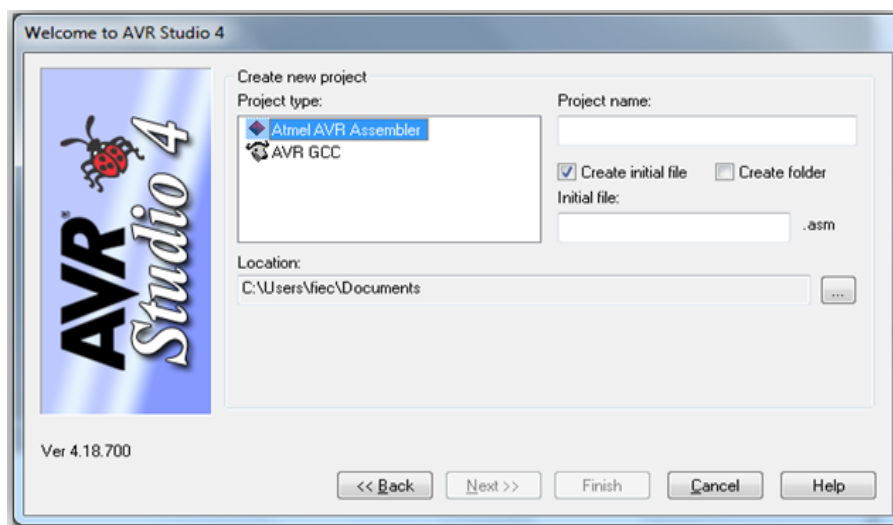 Welcome to AVR Studio 4
Create new project
Project type:
Atmel AVR Assembler
AVR GCC
Project name:
Create initial file
Create folder
Initial file:
.asm
Location:
C:\Users\fiec\Documents
...
AVR® Studio 4
Ver 4.18.700
<< Back
Next >>
Finish
Cancel
Help